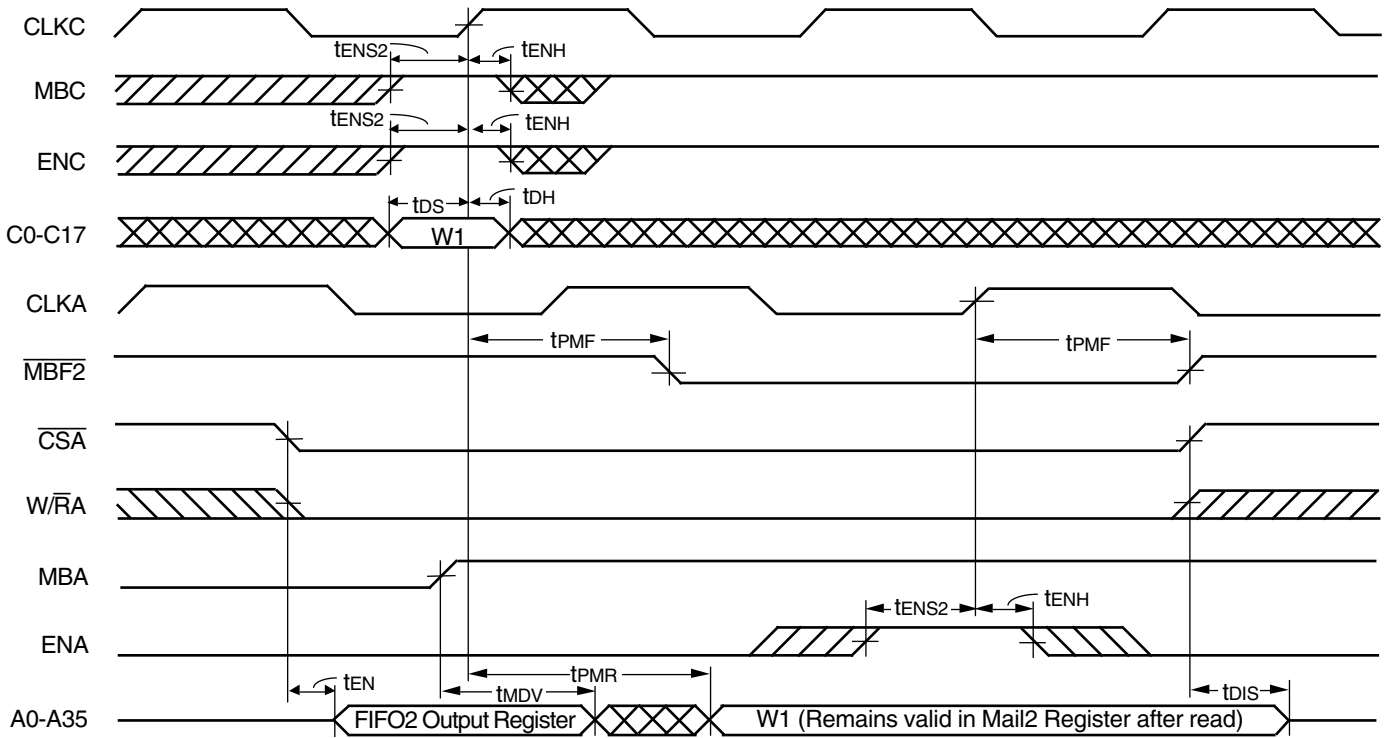 CLKC
tENS2 tENH
MBC
tENS2 tENH
ENC
tDS tDH
C0-C17 W1
CLKA
tPMF tPMF
MBF2
CSA
W/RA
MBA
tENS2 tENH
ENA
tEN tMDV tPMR tDIS
A0-A35 FIFO2 Output Register W1 (Remains valid in Mail2 Register after read)